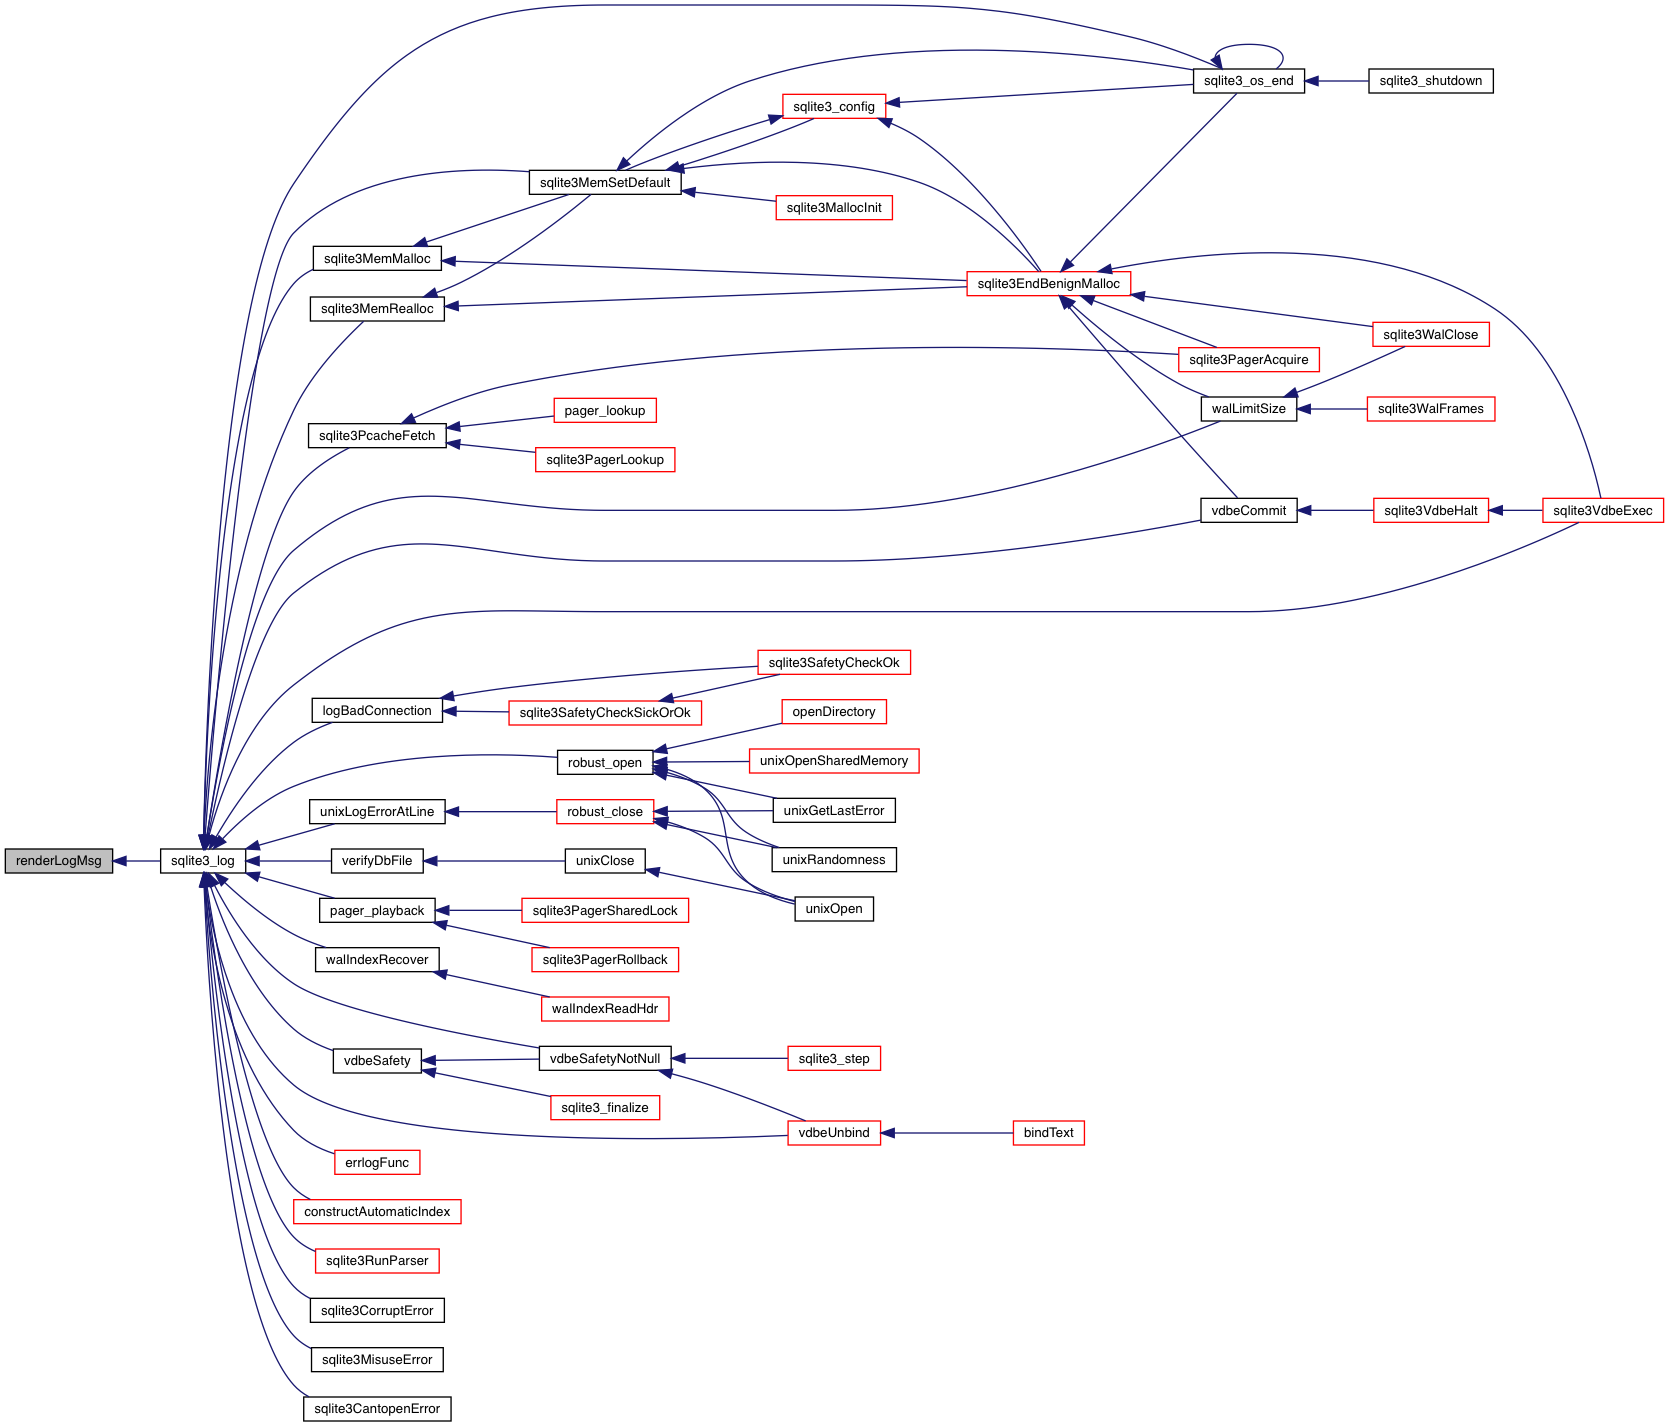 sqlite3_os_end
sqlite3_shutdown
sqlite3_config
sqlite3MemSetDefault
sqlite3MallocInit
sqlite3MemMalloc
sqlite3EndBenignMalloc
sqlite3MemRealloc
sqlite3WalClose
sqlite3PagerAcquire
pager_lookup
walLimitSize
sqlite3WalFrames
sqlite3PcacheFetch
sqlite3PagerLookup
vdbeCommit
sqlite3VdbeHalt
sqlite3VdbeExec
sqlite3SafetyCheckOk
logBadConnection
sqlite3SafetyCheckSickOrOk
openDirectory
robust_open
unixOpenSharedMemory
unixLogErrorAtLine
robust_close
unixGetLastError
renderLogMsg
sqlite3_log
verifyDbFile
unixClose
unixRandomness
pager_playback
sqlite3PagerSharedLock
unixOpen
walIndexRecover
sqlite3PagerRollback
walIndexReadHdr
vdbeSafety
vdbeSafetyNotNull
sqlite3_step
sqlite3_finalize
vdbeUnbind
bindText
errlogFunc
constructAutomaticIndex
sqlite3RunParser
sqlite3CorruptError
sqlite3MisuseError
sqlite3CantopenError